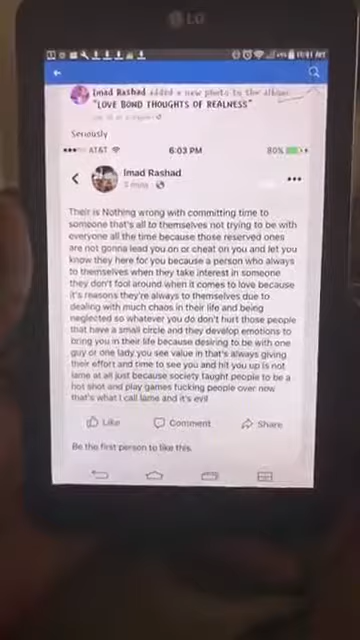 LG
11:41 AM
Imad Rashad added a new photo to the album:
"LOVE BOND THOUGHTS OF REALNESS"
Seriously
AT&T 6:03 PM 80%
Imad Rashad
3 mins
Their is Nothing wrong with committing time to
someone that's all to themselves not trying to be with
everyone all the time because those reserved ones
are not gonna lead you on or cheat on you and let you
know they here for you because a person who always
to themselves when they take interest in someone
they don't fool around when it comes to love because
it's reasons they're always to themselves due to
dealing with much chaos in their life and being
neglected so whatever you do don't hurt those people
that have a small circle and they develop emotions to
bring you in their life because desiring to be with one
guy or one lady you see value in that's always giving
their effort and time to see you and hit you up is not
lame at all just because society taught people to be a
hot shot and play games fucking people over now
that's what I call lame and it's evil
Like Comment Share
Be the first person to like this.